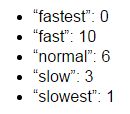 • “fastest”: 0
• “fast”: 10
• “normal”: 6
• “slow”: 3
• “slowest”: 1